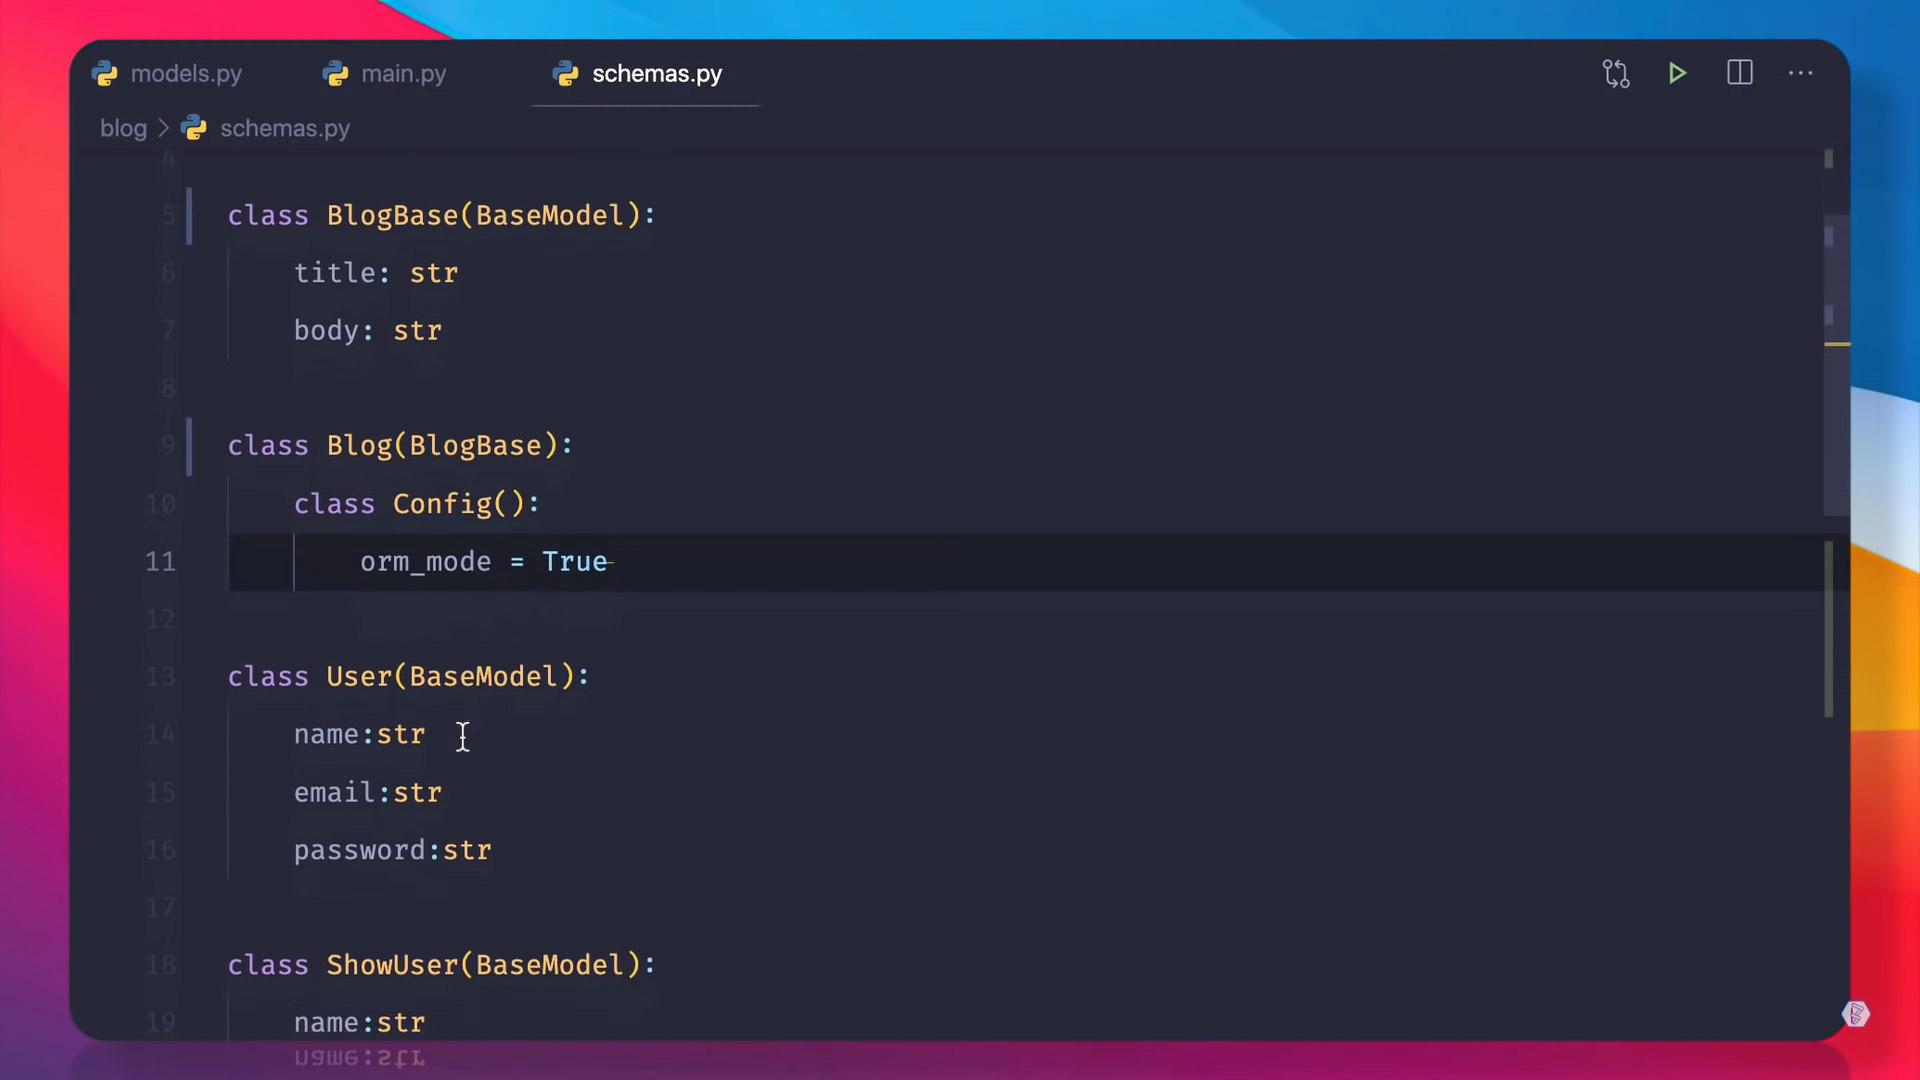 models.py
main.py
schemas.py
blog > schemas.py
4
5 class BlogBase(BaseModel):
6 title: str
7 body: str
8
9 class Blog(BlogBase):
10 class Config():
11 orm_mode = True
12
13 class User(BaseModel):
14 name:str
15 email:str
16 password:str
17
18 class ShowUser(BaseModel):
19 name:str